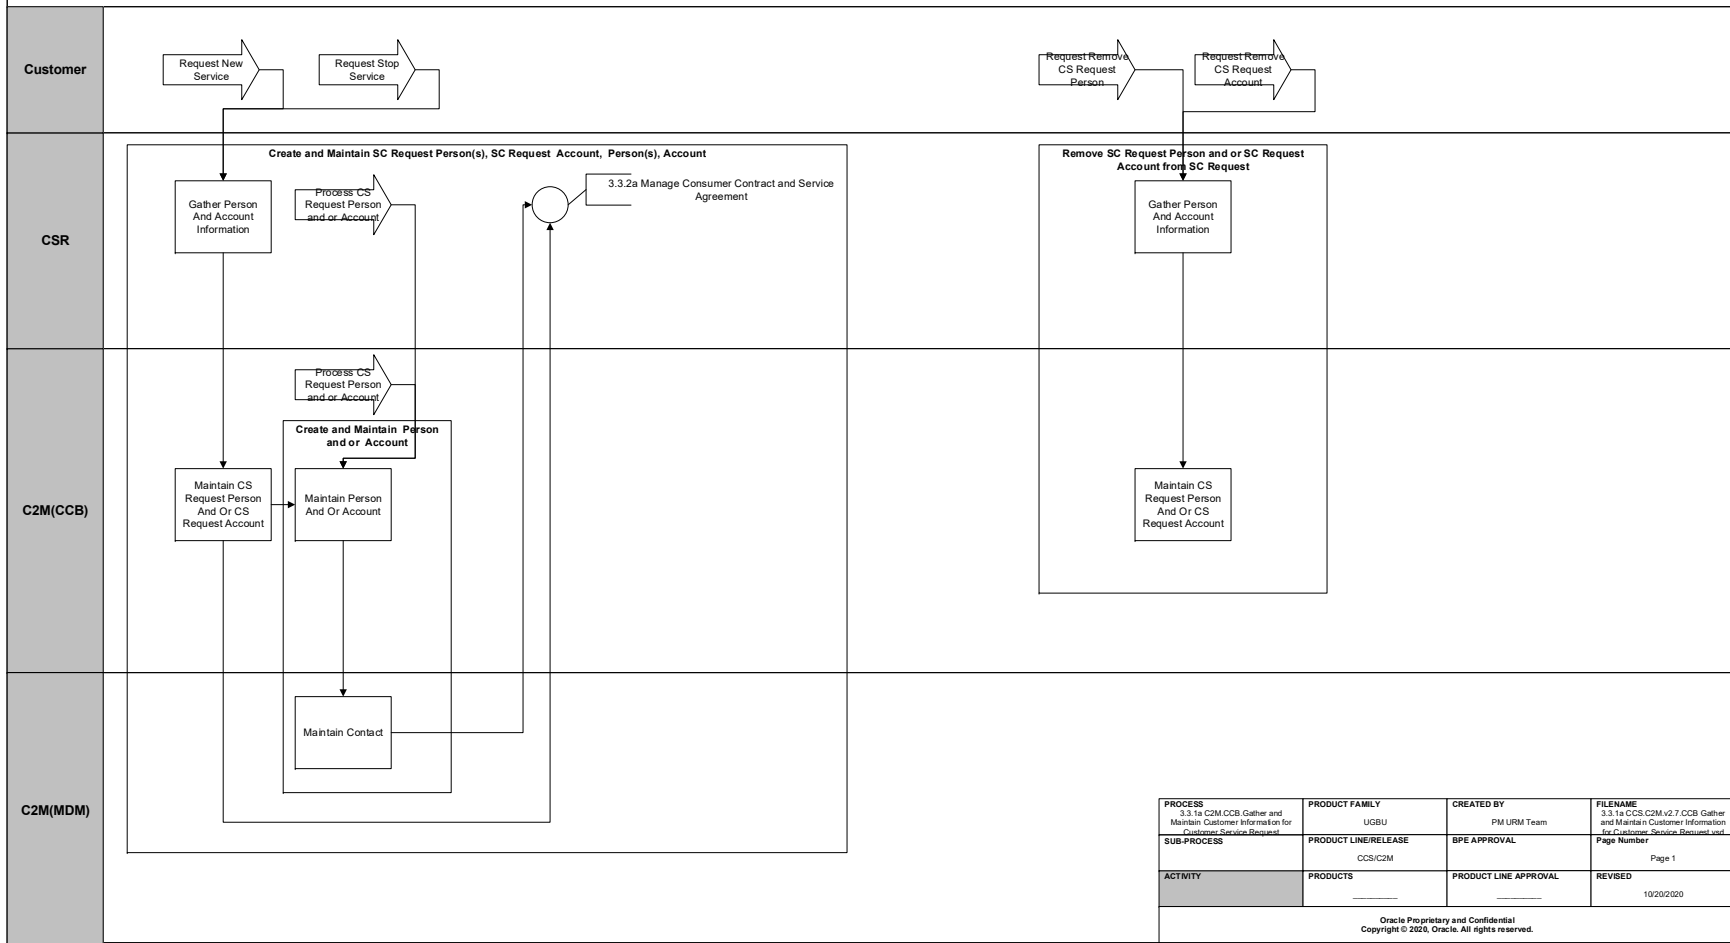 Customer
Request New
Service
Request Stop
Service
Request Remove
CS Request
Person
Request Remove
CS Request
Account
CSR
Create and Maintain SC Request Person(s), SC Request Account, Person(s), Account
Gather Person
And Account
Information
Process CS
Request Person
and or Account
3.3.2a Manage Consumer Contract and Service
Agreement
Remove SC Request Person and or SC Request
Account from SC Request
Gather Person
And Account
Information
C2M(CCB)
Process CS
Request Person
and or Account
Create and Maintain Person
and or Account
Maintain CS
Request Person
And Or CS
Request Account
Maintain Person
And Or Account
Maintain CS
Request Person
And Or CS
Request Account
C2M(MDM)
Maintain Contact
PROCESS
3.3.1a C2M.CCB.Gather and
Maintain Customer Information for
Customer Service Request
PRODUCT FAMILY
UGBU
CREATED BY
PM URM Team
FILENAME
3.3.1a CCS.C2M.v2.7.CCB Gather
and Maintain Customer Information
for Customer Service Request.vsd
SUB-PROCESS
PRODUCT LINE/RELEASE
CCS/C2M
BPE APPROVAL
Page Number
Page 1
ACTIVITY
PRODUCTS
PRODUCT LINE APPROVAL
REVISED
10/20/2020
Oracle Proprietary and Confidential
Copyright © 2020, Oracle. All rights reserved.